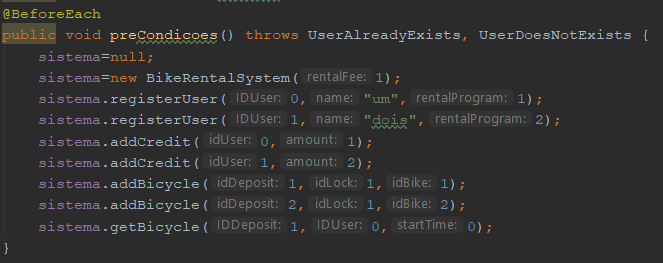 @BeforeEach
public void preCondicoes() throws UserAlreadyExists, UserDoesNotExists {
sistema=null;
sistema=new BikeRentalSystem( rentalFee: 1);
sistema.registerUser( IDUser: 0, name: "um", rentalProgram: 1);
sistema.registerUser( IDUser: 1, name: "dois", rentalProgram: 2);
sistema.addCredit( idUser: 0, amount: 1);
sistema.addCredit( idUser: 1, amount: 2);
sistema.addBicycle( idDeposit: 1, idLock: 1, idBike: 1);
sistema.addBicycle( idDeposit: 2, idLock: 1, idBike: 2);
sistema.getBicycle( IDDeposit: 1, IDUser: 0, startTime: 0);
}